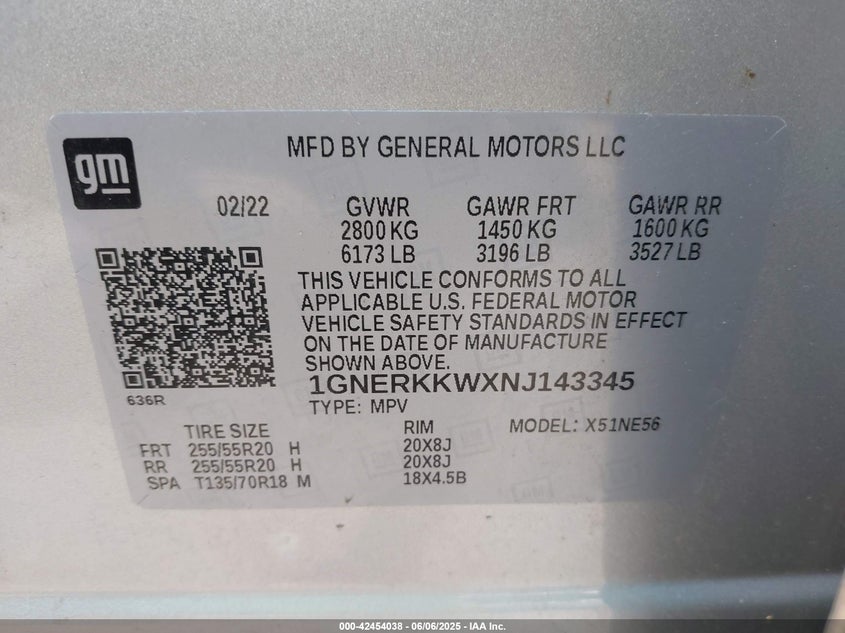 gm
MFD BY GENERAL MOTORS LLC
02/22 GVWR GAWR FRT GAWR RR
2800 KG 1450 KG 1600 KG
6173 LB 3196 LB 3527 LB
THIS VEHICLE CONFORMS TO ALL
APPLICABLE U.S. FEDERAL MOTOR
VEHICLE SAFETY STANDARDS IN EFFECT
ON THE DATE OF MANUFACTURE
SHOWN ABOVE.
1GNERKKWXNJ143345
636R
TYPE: MPV
TIRE SIZE RIM MODEL: X51NE56
FRT 255/55R20 H 20X8J
RR 255/55R20 H 20X8J
SPA T135/70R18 M 18X4.5B
000-42454038 - 06/06/2025 - IAA Inc.